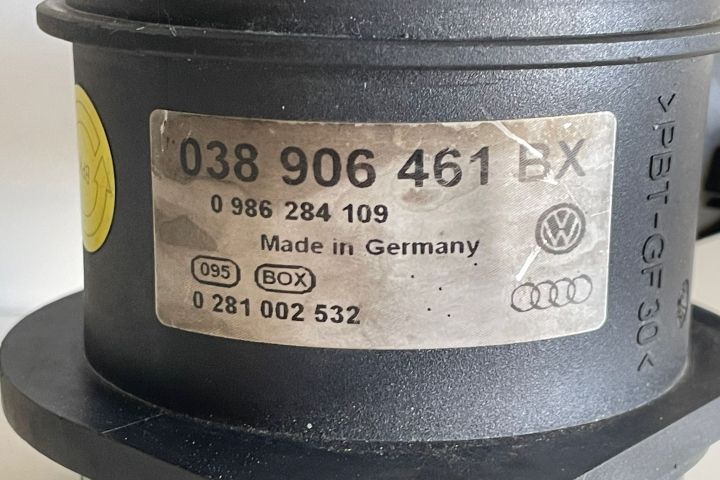 038 906 461 BX
0 986 284 109
Made in Germany
095 BOX
0 281 002 532
>PBT-GF30<